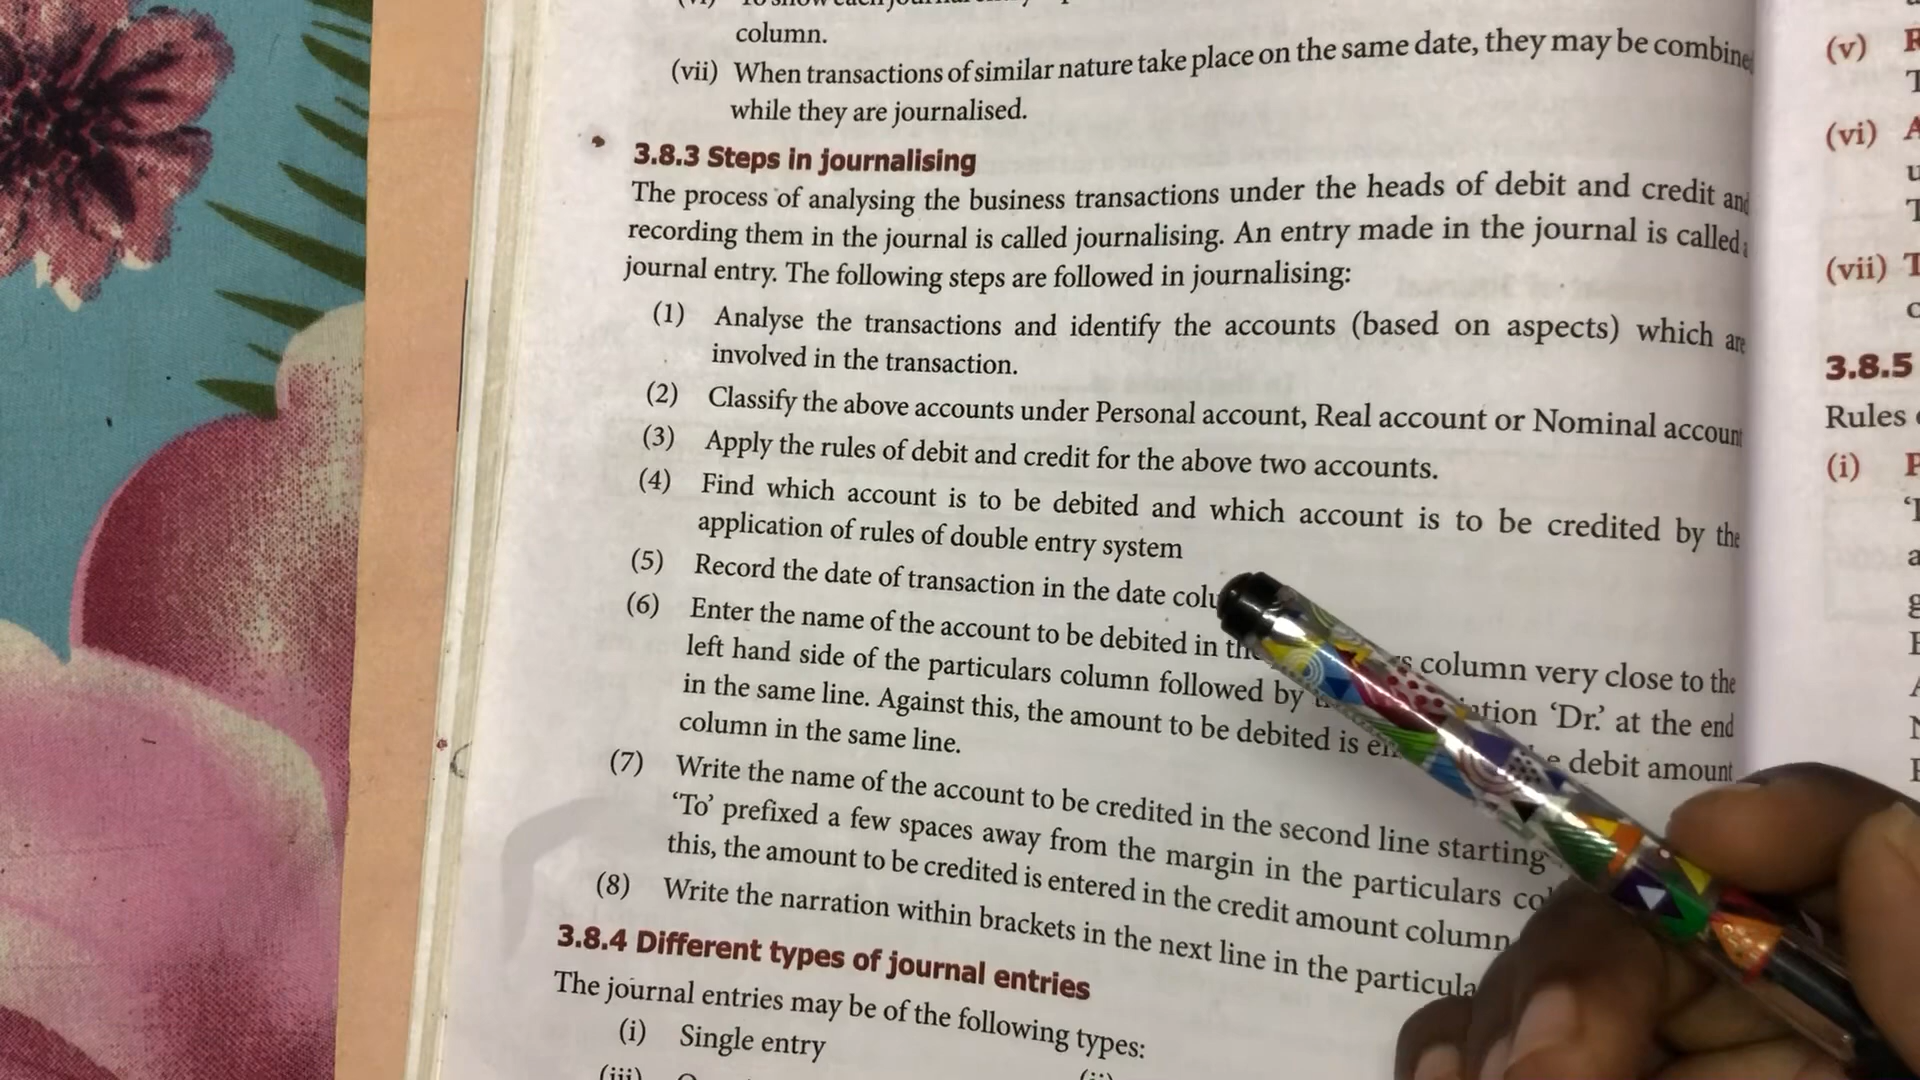 column.
(vii) When transactions of similar nature take place on the same date, they may be combine
while they are journalised.
3.8.3 Steps in journalising
The process of analysing the business transactions under the heads of debit and credit and
recording them in the journal is called journalising. An entry made in the journal is called a
journal entry. The following steps are followed in journalising:
(1) Analyse the transactions and identify the accounts (based on aspects) which are
involved in the transaction.
(2) Classify the above accounts under Personal account, Real account or Nominal account
(3) Apply the rules of debit and credit for the above two accounts.
(4) Find which account is to be debited and which account is to be credited by the
application of rules of double entry system
(5) Record the date of transaction in the date colu
(6) Enter the name of the account to be debited in column very close to the
left hand side of the particulars column followed by 'Dr.' at the end
in the same line. Against this, the amount to be debited is debit amount
column in the same line.
(7) Write the name of the account to be credited in the second line starting
'To' prefixed a few spaces away from the margin in the particulars
this, the amount to be credited is entered in the credit amount column
(8) Write the narration within brackets in the next line in the particula
3.8.4 Different types of journal entries
The journal entries may be of the following types:
(i) Single entry
(v)
(vi)
(vii)
3.8.5
Rules
(i)